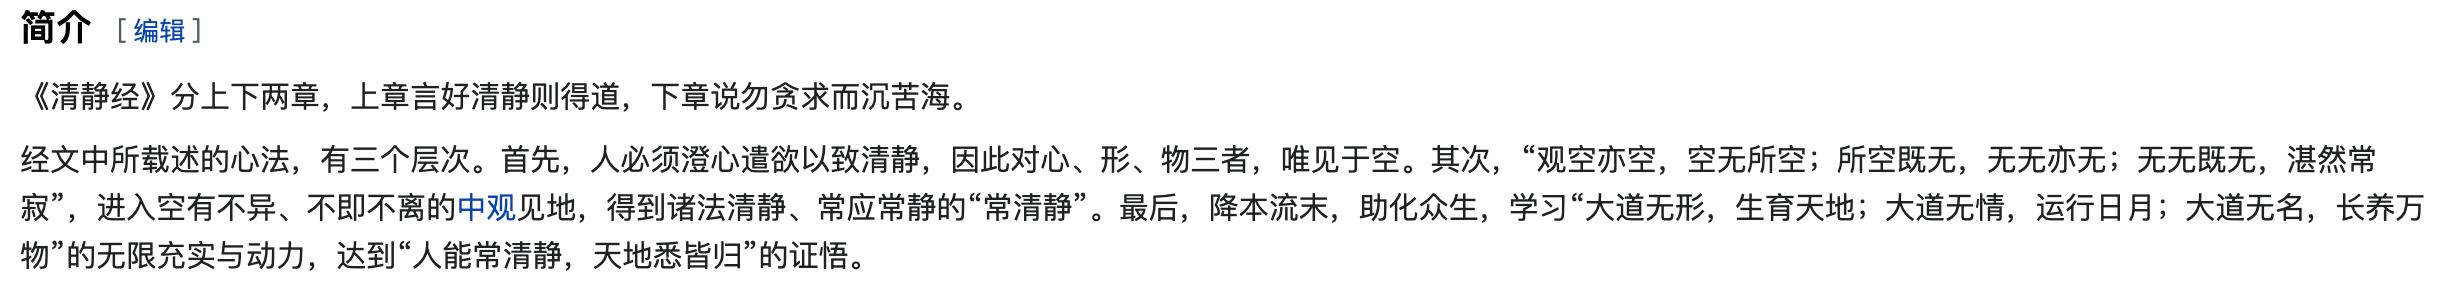 简介 [编辑]
《清静经》分上下两章，上章言好清静则得道，下章说勿贪求而沉苦海。
经文中所载述的心法，有三个层次。首先，人必须澄心遣欲以致清静，因此对心、形、物三者，唯见于空。其次，“观空亦空，空无所空；所空既无，无无亦无；无无既无，湛然常
寂”，进入空有不异、不即不离的中观见地，得到诸法清静、常应常静的“常清静”。最后，降本流末，助化众生，学习“大道无形，生育天地；大道无情，运行日月；大道无名，长养万
物”的无限充实与动力，达到“人能常清静，天地悉皆归”的证悟。